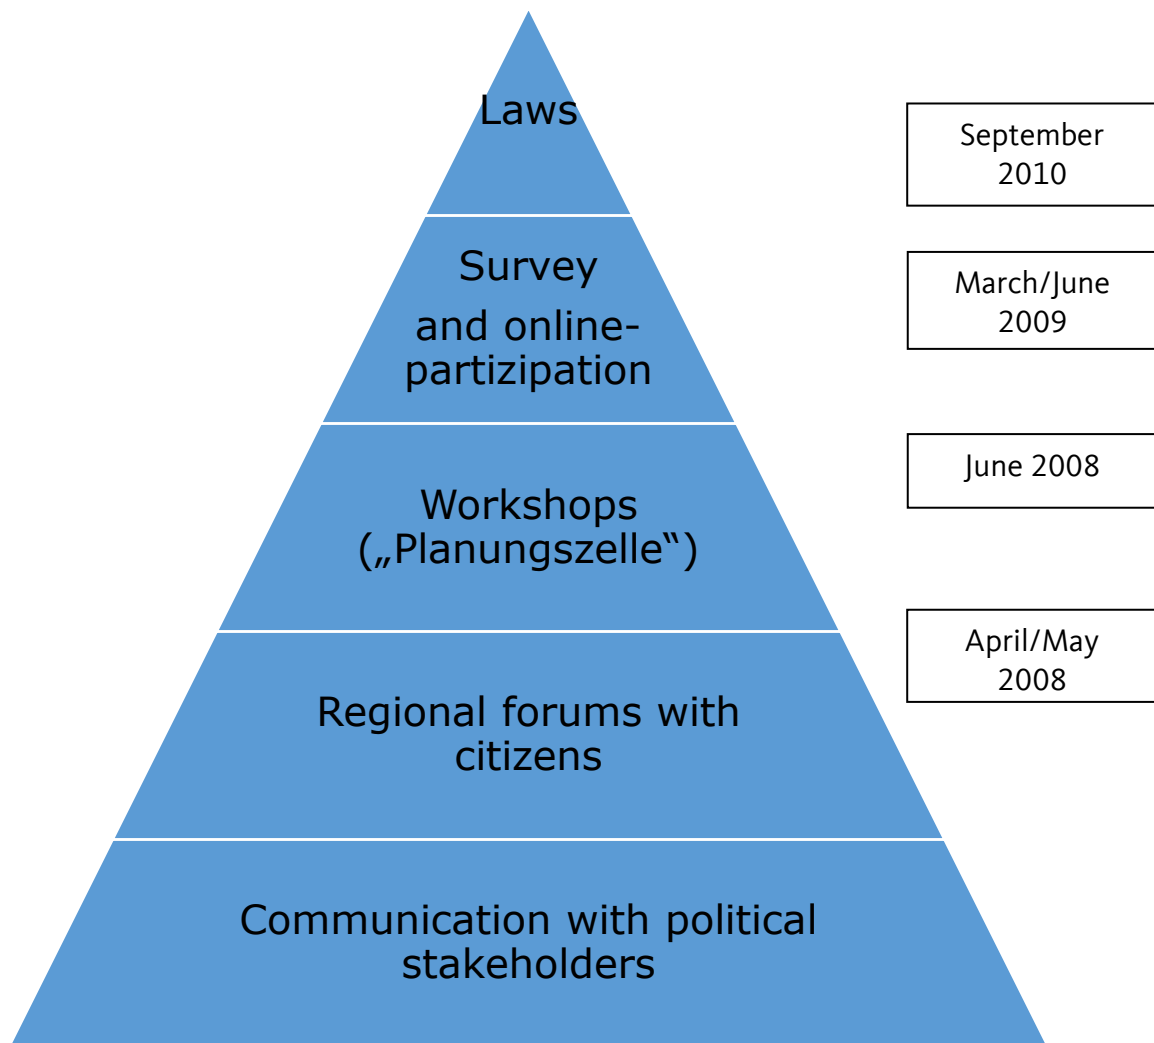 Laws
September
2010
Survey
and online-
partizipation
March/June
2009
Workshops
(„Planungszelle“)
June 2008
Regional forums with
citizens
April/May
2008
Communication with political
stakeholders